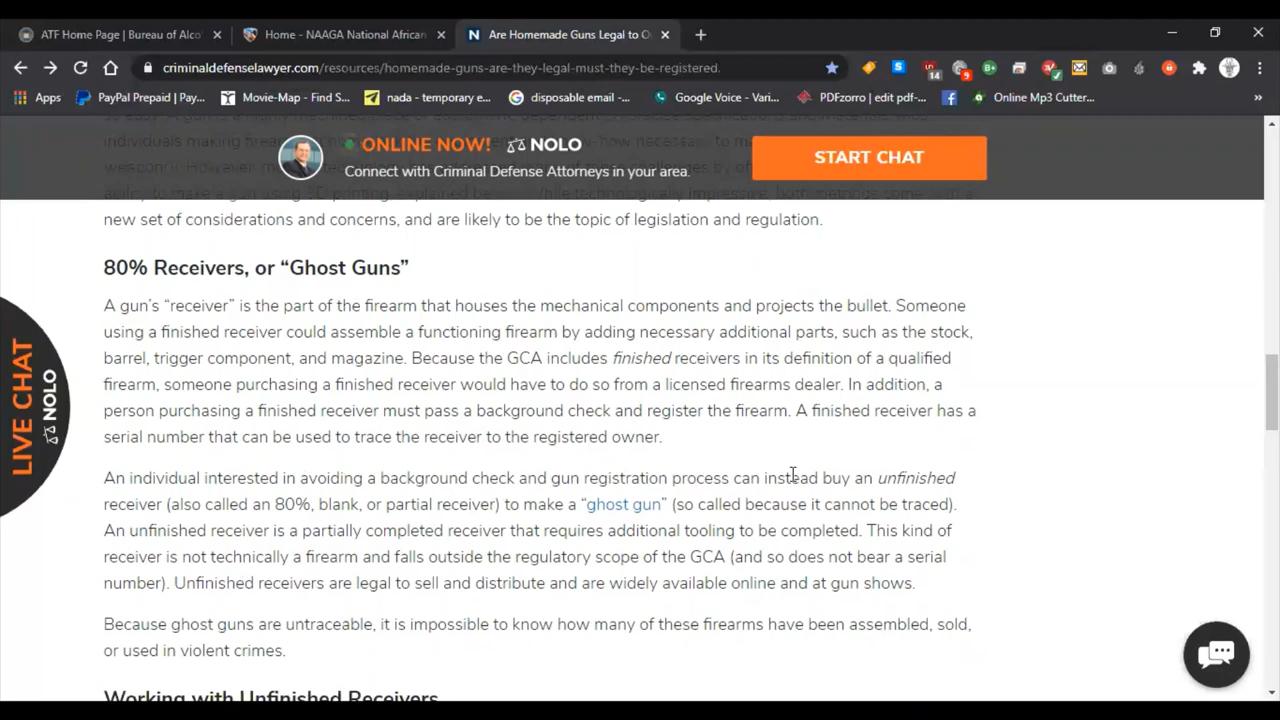 ATF Home Page | Bureau of Alco
Home - NAAGA National African
Are Homemade Guns Legal to O
criminaldefenselawyer.com/resources/homemade-guns-are-they-legal-must-they-be-registered.
14
9
Apps
PayPal Prepaid | Pay...
Movie-Map - Find S...
nada - temporary e...
disposable email -...
Google Voice - Vari...
PDFzorro | edit pdf-...
Online Mp3 Cutter...
»
ONLINE NOW! NOLO
Connect with Criminal Defense Attorneys in your area.
START CHAT
new set of considerations and concerns, and are likely to be the topic of legislation and regulation.
80% Receivers, or “Ghost Guns”
A gun’s “receiver” is the part of the firearm that houses the mechanical components and projects the bullet. Someone
using a finished receiver could assemble a functioning firearm by adding necessary additional parts, such as the stock,
barrel, trigger component, and magazine. Because the GCA includes finished receivers in its definition of a qualified
firearm, someone purchasing a finished receiver would have to do so from a licensed firearms dealer. In addition, a
person purchasing a finished receiver must pass a background check and register the firearm. A finished receiver has a
serial number that can be used to trace the receiver to the registered owner.
An individual interested in avoiding a background check and gun registration process can instead buy an unfinished
receiver (also called an 80%, blank, or partial receiver) to make a “ghost gun” (so called because it cannot be traced).
An unfinished receiver is a partially completed receiver that requires additional tooling to be completed. This kind of
receiver is not technically a firearm and falls outside the regulatory scope of the GCA (and so does not bear a serial
number). Unfinished receivers are legal to sell and distribute and are widely available online and at gun shows.
Because ghost guns are untraceable, it is impossible to know how many of these firearms have been assembled, sold,
or used in violent crimes.
Working with Unfinished Receivers
LIVE CHAT
NOLO